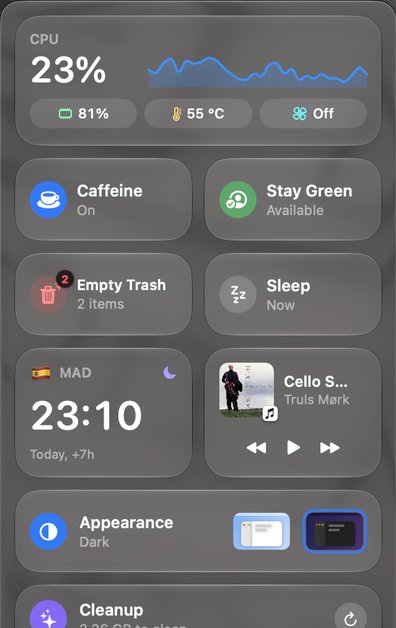 CPU
23%
81%
55 °C
Off
Caffeine
On
Stay Green
Available
2
Empty Trash
2 items
Zzz
Sleep
Now
MAD
23:10
Today, +7h
Cello S...
Truls Mørk
Appearance
Dark
Cleanup